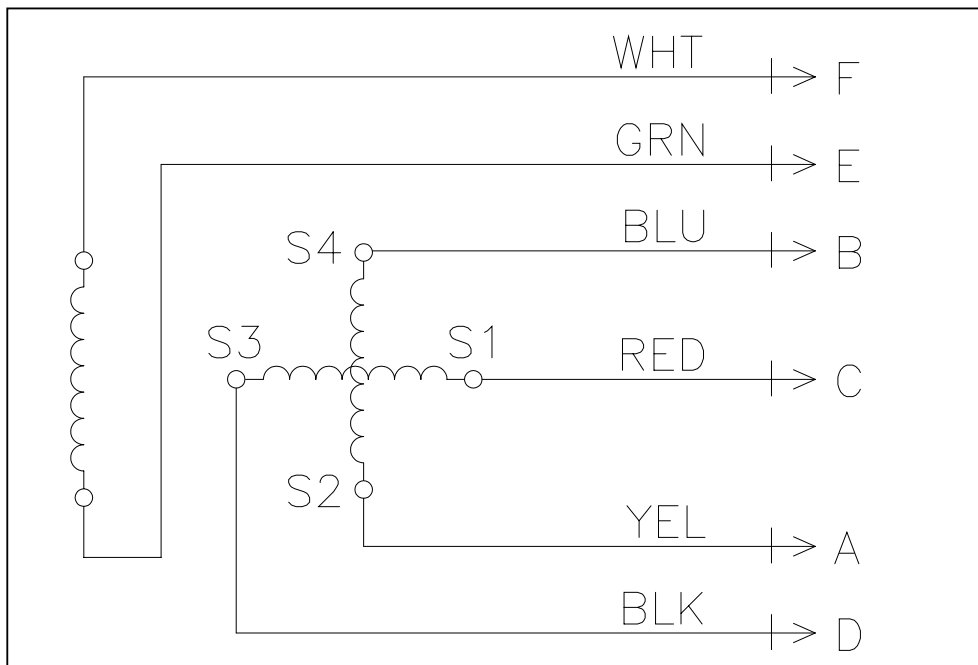 WHT F
GRN E
S4 BLU B
S3 S1 RED C
S2
YEL A
BLK D